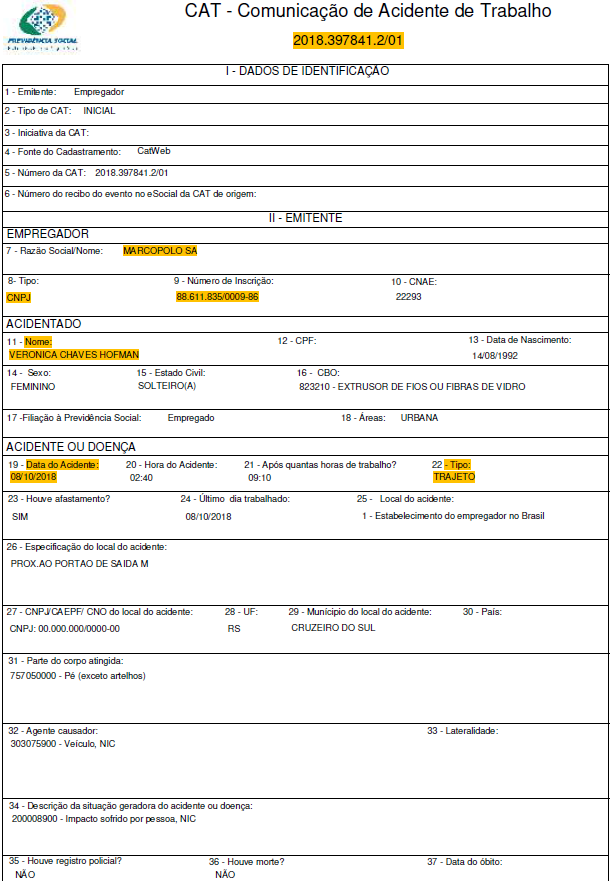 CAT - Comunicação de Acidente de Trabalho
PREVIDÊNCIA SOCIAL
2018.397841.2/01
I - DADOS DE IDENTIFICAÇÃO
1 - Emitente: Empregador
2 - Tipo de CAT: INICIAL
3 - Iniciativa da CAT:
4 - Fonte do Cadastramento: CatWeb
5 - Número da CAT: 2018.397841.2/01
6 - Número do recibo do evento no eSocial da CAT de origem:
II - EMITENTE
EMPREGADOR
7 - Razão Social/Nome: MARCOPOLO SA
8- Tipo: 9 - Número de Inscrição: 10 - CNAE:
CNPJ 88.611.835/0009-86 22293
ACIDENTADO
11 - Nome: 12 - CPF: 13 - Data de Nascimento:
VERONICA CHAVES HOFMAN 14/08/1992
14 - Sexo: 15 - Estado Civil: 16 - CBO:
FEMININO SOLTEIRO(A) 823210 - EXTRUSOR DE FIOS OU FIBRAS DE VIDRO
17 -Filiação à Previdência Social: Empregado 18 - Áreas: URBANA
ACIDENTE OU DOENÇA
19 - Data do Acidente: 20 - Hora do Acidente: 21 - Após quantas horas de trabalho? 22 - Tipo:
08/10/2018 02:40 09:10 TRAJETO
23 - Houve afastamento? 24 - Último dia trabalhado: 25 - Local do acidente:
SIM 08/10/2018 1 - Estabelecimento do empregador no Brasil
26 - Especificação do local do acidente:
PROX.AO PORTAO DE SAIDA M
27 - CNPJ/CAEPF/ CNO do local do acidente: 28 - UF: 29 - Munícipio do local do acidente: 30 - País:
CNPJ: 00.000.000/0000-00 RS CRUZEIRO DO SUL
31 - Parte do corpo atingida:
757050000 - Pé (exceto artelhos)
32 - Agente causador: 33 - Lateralidade:
303075900 - Veículo, NIC
34 - Descrição da situação geradora do acidente ou doença:
200008900 - Impacto sofrido por pessoa, NIC
35 - Houve registro policial? 36 - Houve morte? 37 - Data do óbito:
NÃO NÃO